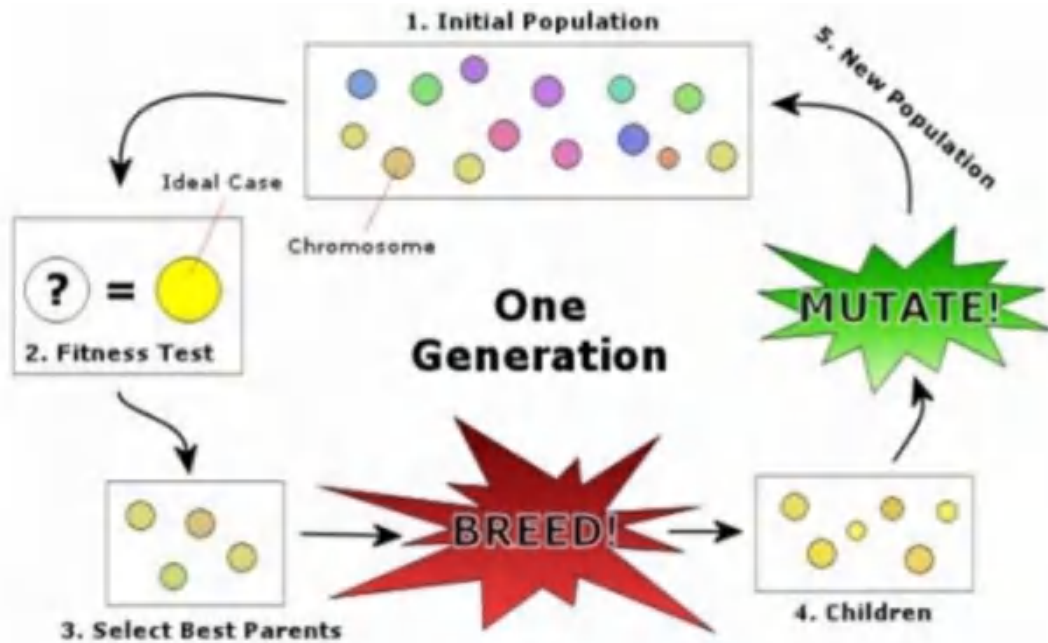 1. Initial Population
5. New Population
Ideal Case
Chromosome
? =
2. Fitness Test
One
Generation
MUTATE!
BREED!
3. Select Best Parents
4. Children